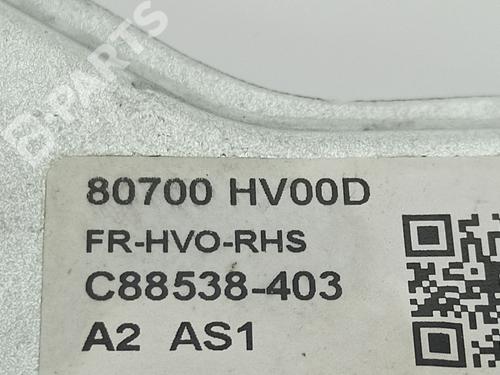 B-PARTS
80700 HV00D
FR-HVO-RHS
C88538-403
A2 AS1